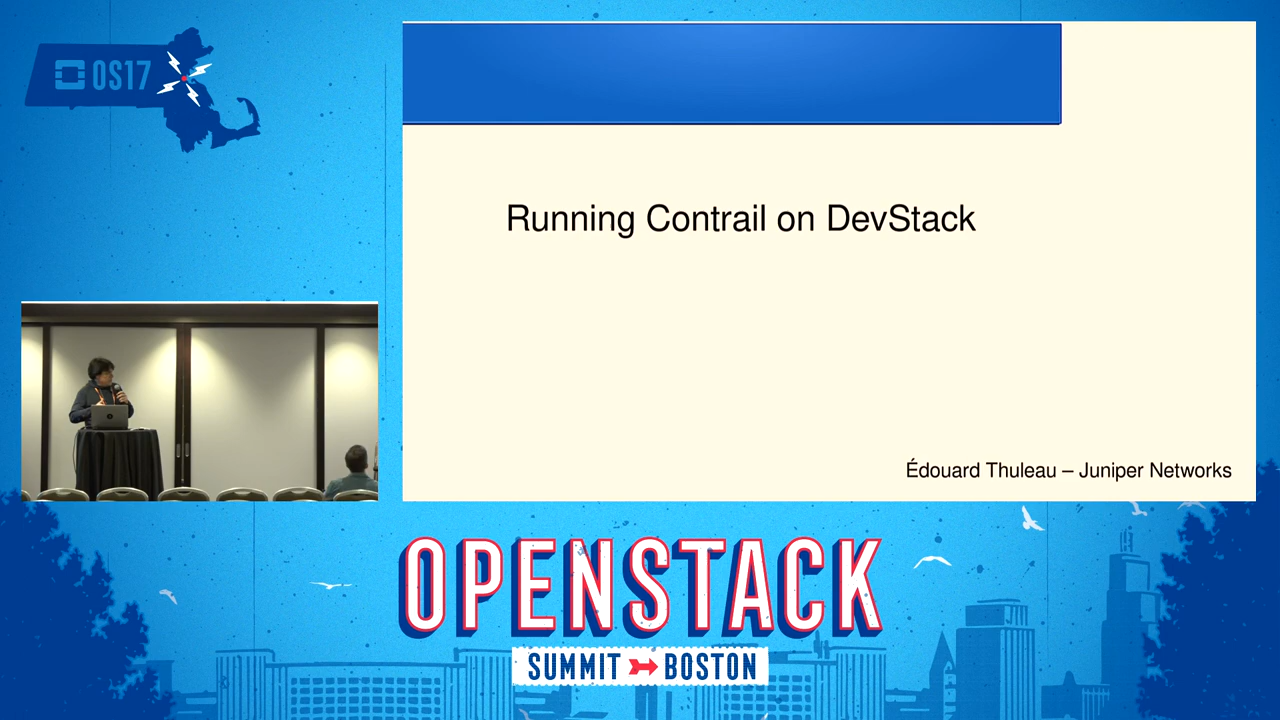 OS17
Running Contrail on DevStack
Édouard Thuleau – Juniper Networks
OPENSTACK
SUMMIT BOSTON